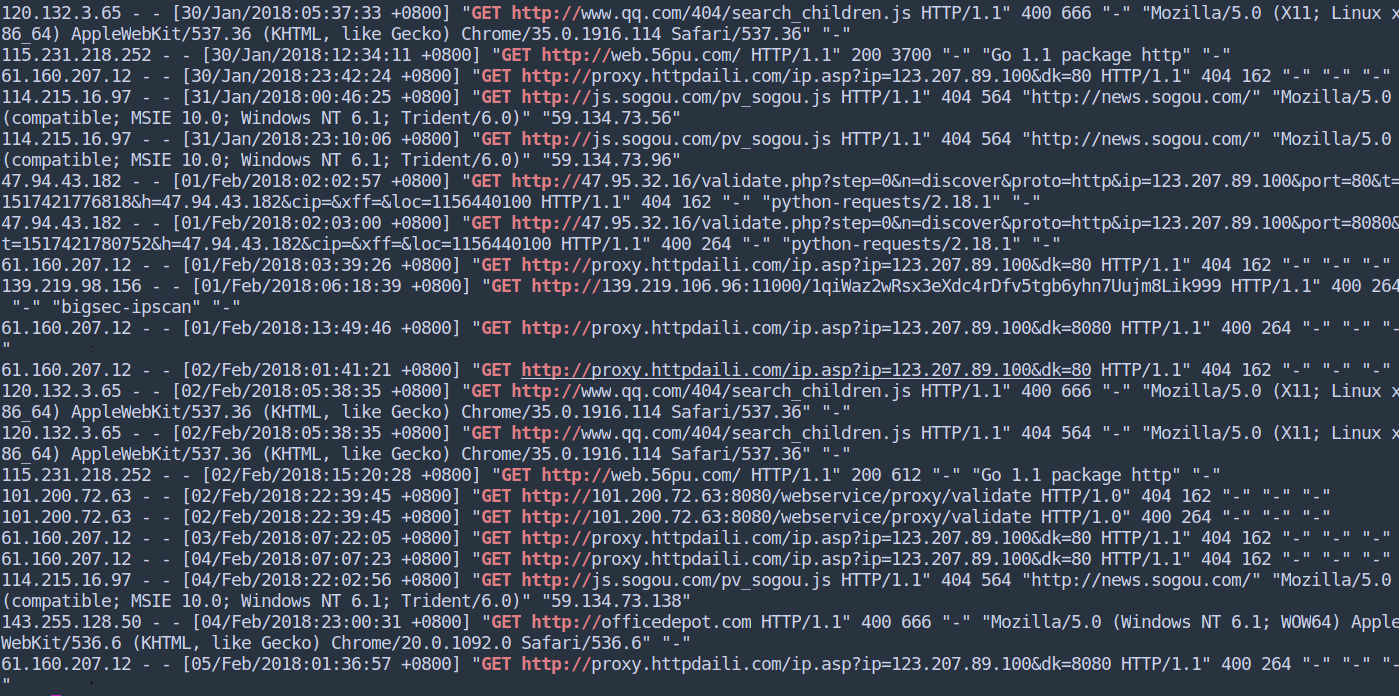 120.132.3.65 - - [30/Jan/2018:05:37:33 +0800] "GET http://www.qq.com/404/search_children.js HTTP/1.1" 400 666 "-" "Mozilla/5.0 (X11; Linux x
86_64) AppleWebKit/537.36 (KHTML, like Gecko) Chrome/35.0.1916.114 Safari/537.36" "-"
115.231.218.252 - - [30/Jan/2018:12:34:11 +0800] "GET http://web.56pu.com/ HTTP/1.1" 200 3700 "-" "Go 1.1 package http" "-"
61.160.207.12 - - [30/Jan/2018:23:42:24 +0800] "GET http://proxy.httpdaili.com/ip.asp?ip=123.207.89.100&dk=80 HTTP/1.1" 404 162 "-" "-" "-"
114.215.16.97 - - [31/Jan/2018:00:46:25 +0800] "GET http://js.sogou.com/pv_sogou.js HTTP/1.1" 404 564 "http://news.sogou.com/" "Mozilla/5.0
(compatible; MSIE 10.0; Windows NT 6.1; Trident/6.0)" "59.134.73.56"
114.215.16.97 - - [31/Jan/2018:23:10:06 +0800] "GET http://js.sogou.com/pv_sogou.js HTTP/1.1" 404 564 "http://news.sogou.com/" "Mozilla/5.0
(compatible; MSIE 10.0; Windows NT 6.1; Trident/6.0)" "59.134.73.96"
47.94.43.182 - - [01/Feb/2018:02:02:57 +0800] "GET http://47.95.32.16/validate.php?step=0&n=discover&proto=http&ip=123.207.89.100&port=80&t=
1517421776818&h=47.94.43.182&cip=&xff=&loc=1156440100 HTTP/1.1" 404 162 "-" "python-requests/2.18.1" "-"
47.94.43.182 - - [01/Feb/2018:02:03:00 +0800] "GET http://47.95.32.16/validate.php?step=0&n=discover&proto=http&ip=123.207.89.100&port=8080&
t=1517421780752&h=47.94.43.182&cip=&xff=&loc=1156440100 HTTP/1.1" 400 264 "-" "python-requests/2.18.1" "-"
61.160.207.12 - - [01/Feb/2018:03:39:26 +0800] "GET http://proxy.httpdaili.com/ip.asp?ip=123.207.89.100&dk=80 HTTP/1.1" 404 162 "-" "-" "-"
139.219.98.156 - - [01/Feb/2018:06:18:39 +0800] "GET http://139.219.106.96:11000/1qiWaz2wRsx3eXdc4rDfv5tgb6yhn7Uujm8Lik999 HTTP/1.1" 400 264
"-" "bigsec-ipscan" "-"
61.160.207.12 - - [01/Feb/2018:13:49:46 +0800] "GET http://proxy.httpdaili.com/ip.asp?ip=123.207.89.100&dk=8080 HTTP/1.1" 400 264 "-" "-" "-
"
61.160.207.12 - - [02/Feb/2018:01:41:21 +0800] "GET http://proxy.httpdaili.com/ip.asp?ip=123.207.89.100&dk=80 HTTP/1.1" 404 162 "-" "-" "-"
120.132.3.65 - - [02/Feb/2018:05:38:35 +0800] "GET http://www.qq.com/404/search_children.js HTTP/1.1" 400 666 "-" "Mozilla/5.0 (X11; Linux x
86_64) AppleWebKit/537.36 (KHTML, like Gecko) Chrome/35.0.1916.114 Safari/537.36" "-"
120.132.3.65 - - [02/Feb/2018:05:38:35 +0800] "GET http://www.qq.com/404/search_children.js HTTP/1.1" 404 564 "-" "Mozilla/5.0 (X11; Linux x
86_64) AppleWebKit/537.36 (KHTML, like Gecko) Chrome/35.0.1916.114 Safari/537.36" "-"
115.231.218.252 - - [02/Feb/2018:15:20:28 +0800] "GET http://web.56pu.com/ HTTP/1.1" 200 612 "-" "Go 1.1 package http" "-"
101.200.72.63 - - [02/Feb/2018:22:39:45 +0800] "GET http://101.200.72.63:8080/webservice/proxy/validate HTTP/1.0" 404 162 "-" "-" "-"
101.200.72.63 - - [02/Feb/2018:22:39:45 +0800] "GET http://101.200.72.63:8080/webservice/proxy/validate HTTP/1.0" 400 264 "-" "-" "-"
61.160.207.12 - - [03/Feb/2018:07:22:05 +0800] "GET http://proxy.httpdaili.com/ip.asp?ip=123.207.89.100&dk=80 HTTP/1.1" 404 162 "-" "-" "-"
61.160.207.12 - - [04/Feb/2018:07:07:23 +0800] "GET http://proxy.httpdaili.com/ip.asp?ip=123.207.89.100&dk=80 HTTP/1.1" 404 162 "-" "-" "-"
114.215.16.97 - - [04/Feb/2018:22:02:56 +0800] "GET http://js.sogou.com/pv_sogou.js HTTP/1.1" 404 564 "http://news.sogou.com/" "Mozilla/5.0
(compatible; MSIE 10.0; Windows NT 6.1; Trident/6.0)" "59.134.73.138"
143.255.128.50 - - [04/Feb/2018:23:00:31 +0800] "GET http://officedepot.com HTTP/1.1" 400 666 "-" "Mozilla/5.0 (Windows NT 6.1; WOW64) Apple
WebKit/536.6 (KHTML, like Gecko) Chrome/20.0.1092.0 Safari/536.6" "-"
61.160.207.12 - - [05/Feb/2018:01:36:57 +0800] "GET http://proxy.httpdaili.com/ip.asp?ip=123.207.89.100&dk=8080 HTTP/1.1" 400 264 "-" "-" "-
"